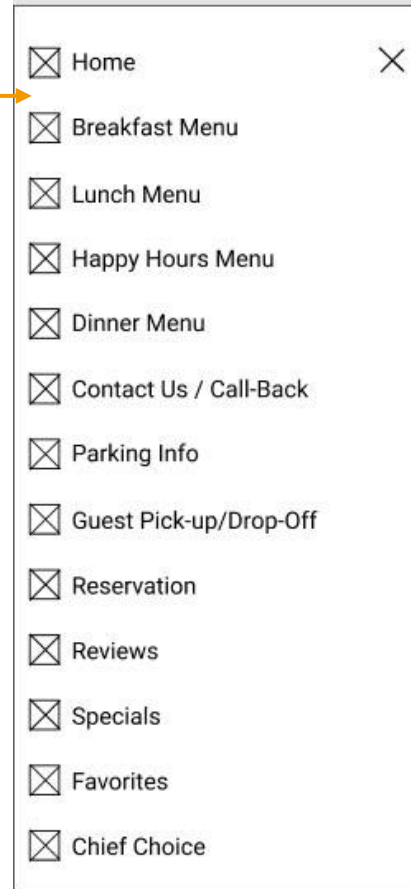 Home
Breakfast Menu
Lunch Menu
Happy Hours Menu
Dinner Menu
Contact Us / Call-Back
Parking Info
Guest Pick-up/Drop-Off
Reservation
Reviews
Specials
Favorites
Chief Choice